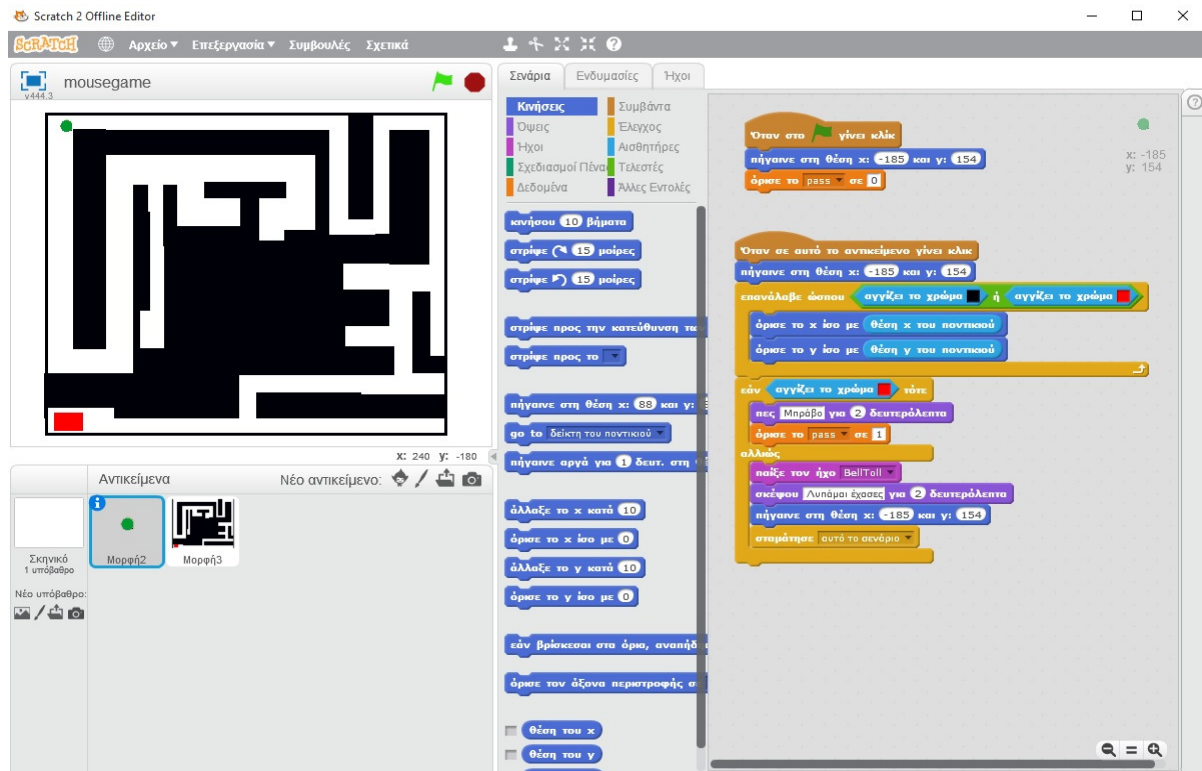 Scratch 2 Offline Editor
SCRATCH Αρχείο Επεξεργασία Συμβουλές Σχετικά
v444.3
mousegame
Σενάρια Ενδυμασίες Ήχοι
Κινήσεις Συμβάντα
Όψεις Έλεγχος
Ήχοι Αισθητήρες
Σχεδιασμοί Πένα Τελεστές
Δεδομένα Άλλες Εντολές
κινήσου 10 βήματα
στρίψε 15 μοίρες
στρίψε 15 μοίρες
στρίψε προς την κατεύθυνση των
στρίψε προς το
πήγαινε στη θέση x: 88 και y:
go to δείκτη του ποντικιού
πήγαινε αργά για 1 δευτ. στη
άλλαξε το x κατά 10
όρισε το x ίσο με 0
άλλαξε το y κατά 10
όρισε το y ίσο με 0
εάν βρίσκεσαι στα όρια, αναπήδ
όρισε τον άξονα περιστροφής σε
θέση του x
θέση του y
Όταν στο γίνει κλικ
πήγαινε στη θέση x: -185 και y: 154
όρισε το pass σε 0
x: -185
y: 154
Όταν σε αυτό το αντικείμενο γίνει κλικ
πήγαινε στη θέση x: -185 και y: 154
επανάλαβε ώσπου αγγίζει το χρώμα ή αγγίζει το χρώμα
όρισε το x ίσο με θέση x του ποντικιού
όρισε το y ίσο με θέση y του ποντικιού
εάν αγγίζει το χρώμα τότε
πες Μπράβο για 2 δευτερόλεπτα
όρισε το pass σε 1
αλλιώς
παίξε τον ήχο BellToll
σκέψου Λυπάμαι έχασες για 2 δευτερόλεπτα
πήγαινε στη θέση x: -185 και y: 154
σταμάτησε αυτό το σενάριο
x: 240 y: -180
Αντικείμενα Νέο αντικείμενο:
Σκηνικό
1 υπόβαθρο
Νέο υπόβαθρο:
Μορφή2 Μορφή3